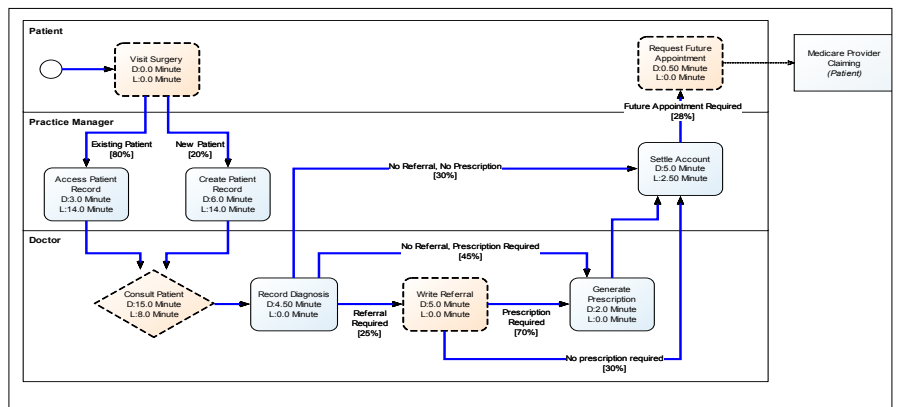 Patient
Visit Surgery
D:0.0 Minute
L:0.0 Minute
Request Future
Appointment
D:0.50 Minute
L:0.0 Minute
Medicare Provider
Claiming
(Patient)
Future Appointment Required
[28%]
Practice Manager
Existing Patient
[80%]
New Patient
[20%]
Access Patient
Record
D:3.0 Minute
L:14.0 Minute
Create Patient
Record
D:6.0 Minute
L:14.0 Minute
No Referral, No Prescription
[30%]
Settle Account
D:5.0 Minute
L:2.50 Minute
Doctor
No Referral, Prescription Required
[45%]
Consult Patient
D:15.0 Minute
L:8.0 Minute
Record Diagnosis
D:4.50 Minute
L:0.0 Minute
Referral
Required
[25%]
Write Referral
D:5.0 Minute
L:0.0 Minute
Prescription
Required
[70%]
Generate
Prescription
D:2.0 Minute
L:0.0 Minute
No prescription required
[30%]